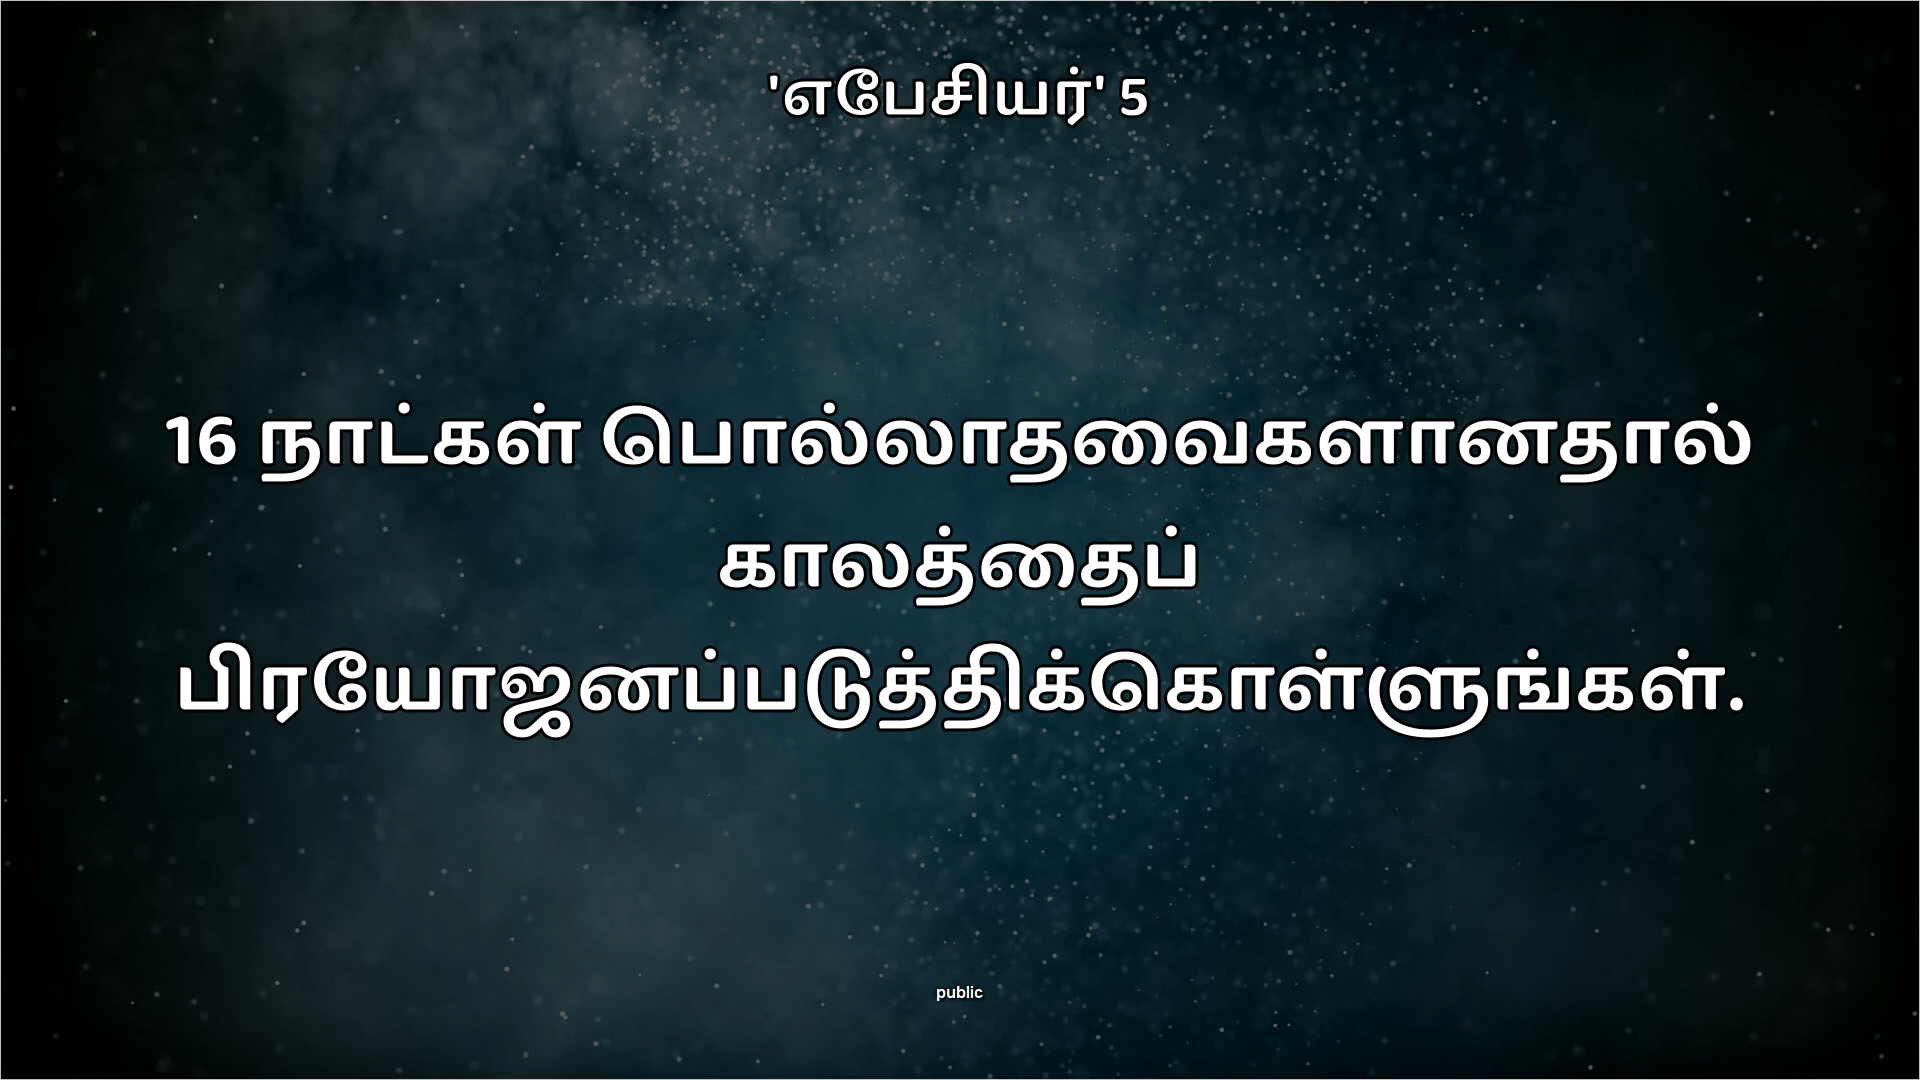 'எபேசியர்' 5
16 நாட்கள் பொல்லாதவைகளானதால்
காலத்தைப்
பிரயோஜனப்படுத்திக்கொள்ளுங்கள்.
public